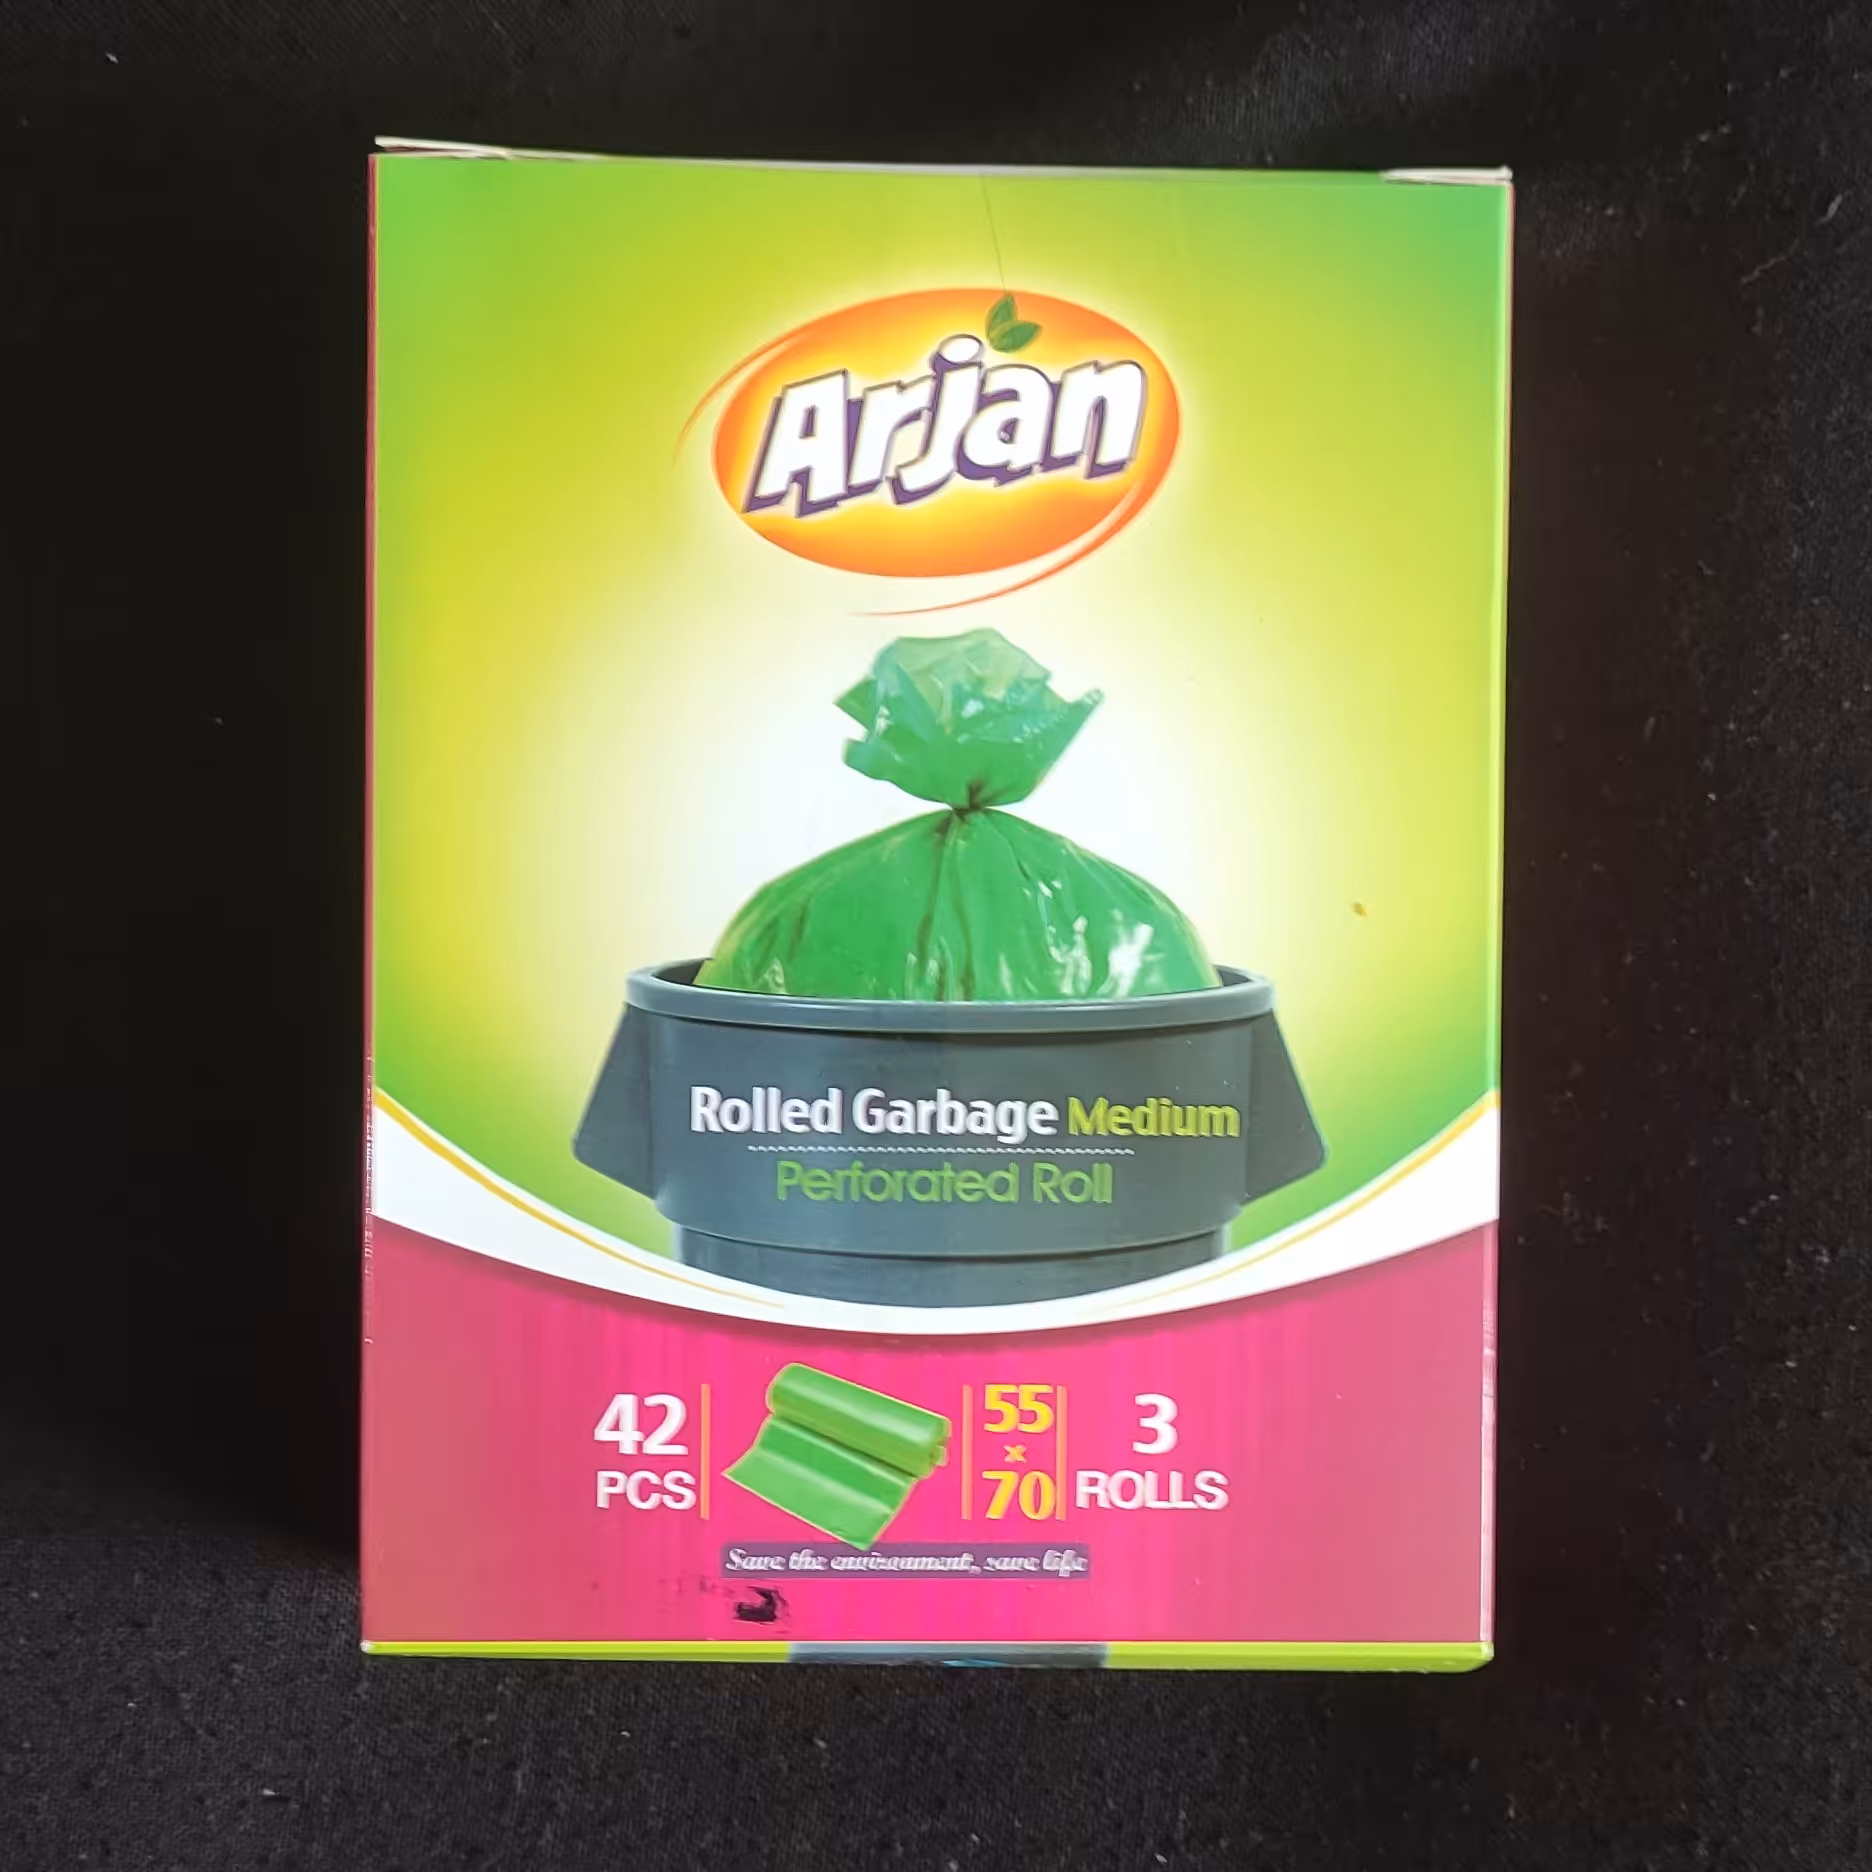 Arjan
Rolled Garbage Medium
Perforated Roll
42
PCS
55
x
70
3
ROLLS
Save the environment, save life